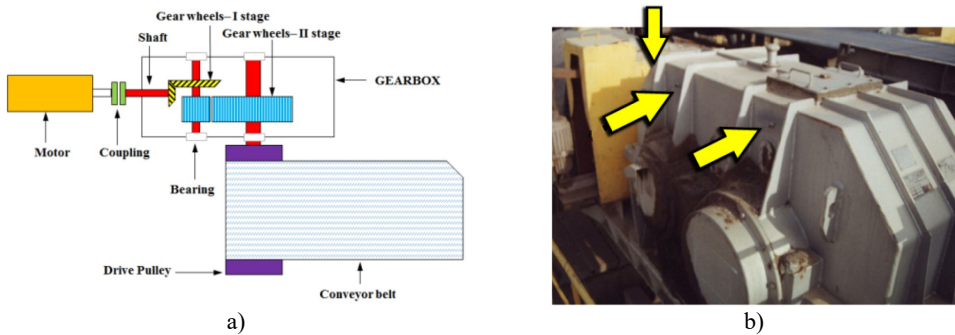 Gear wheels– I stage
Shaft
Gear wheels– II stage
GEARBOX
Motor
Coupling
Bearing
Drive Pulley
Conveyor belt
a)
b)